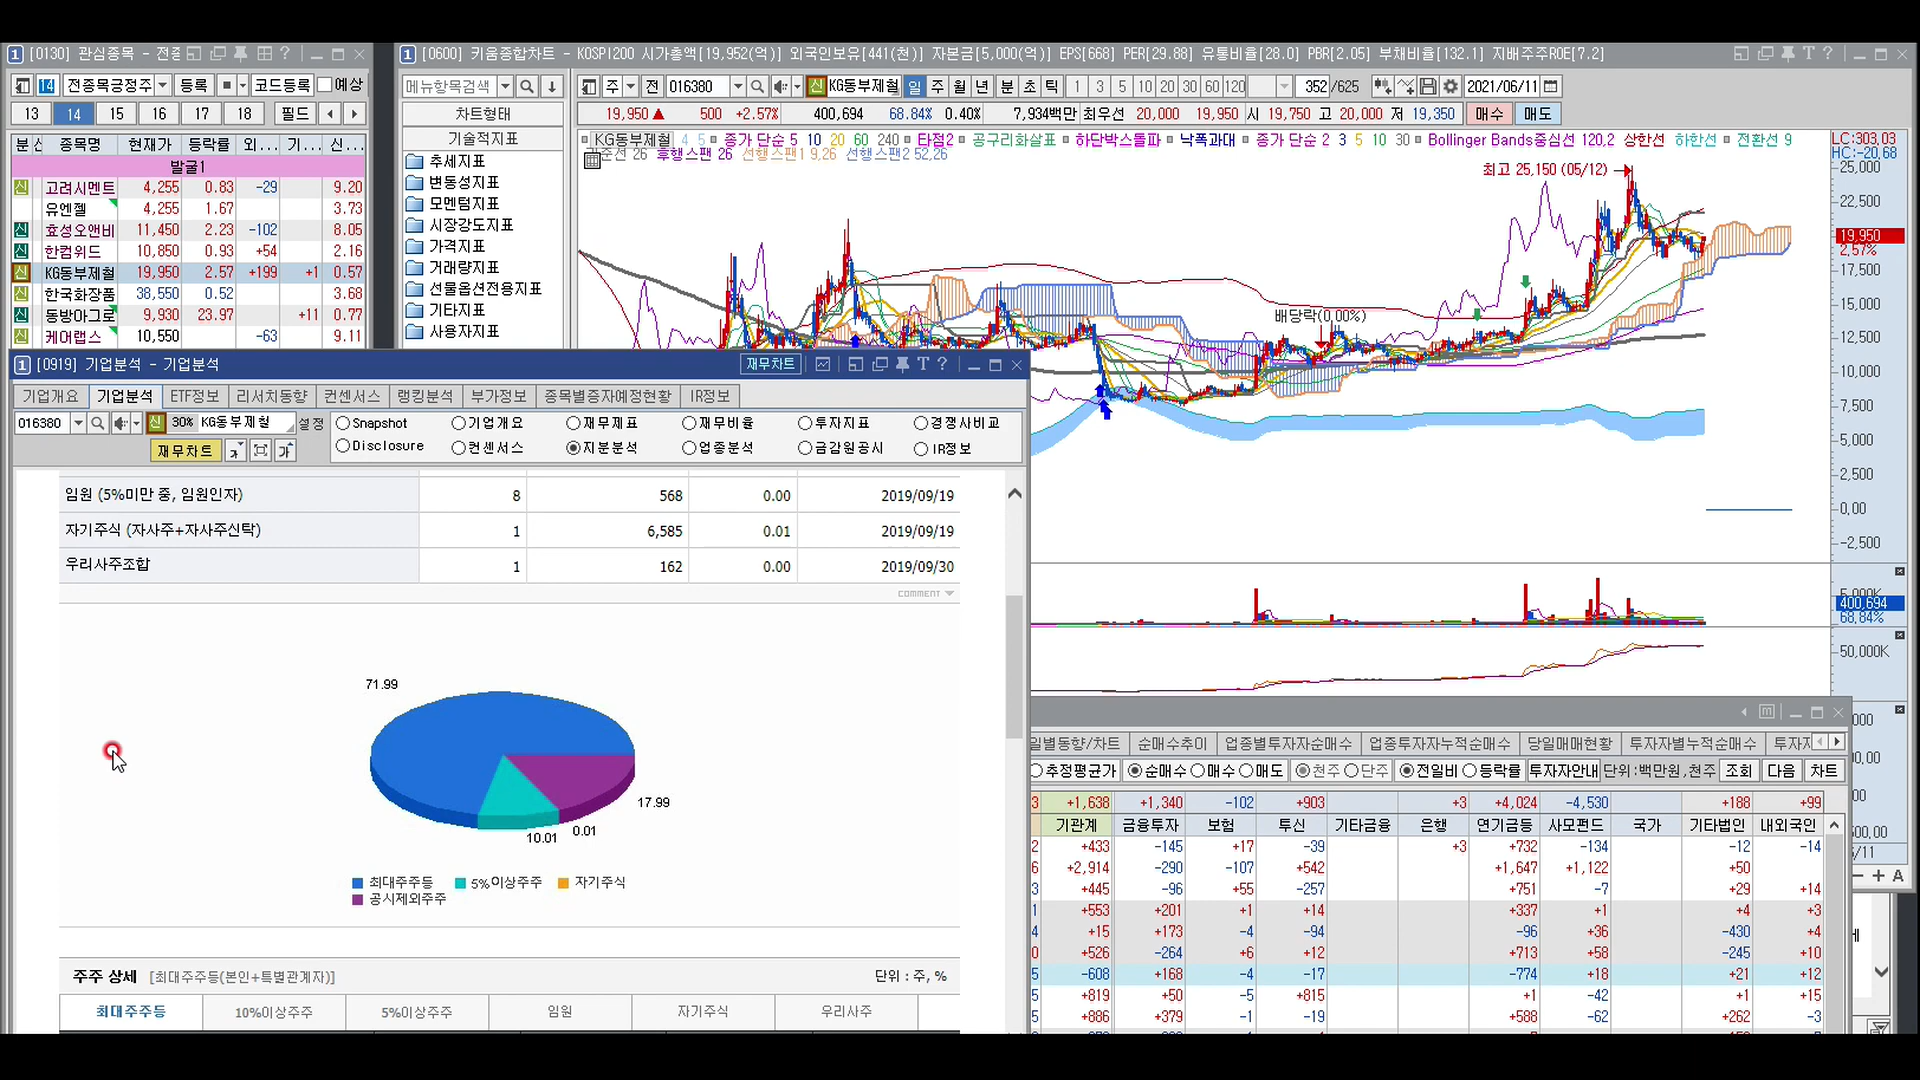 1 [0130] 관심종목 - 전종
14 전종목긍정주 등록 코드등록 예상
13 14 15 16 17 18 필드
분 신 종목명 현재가 등락률 외... 기... 신...
발굴1
신 고려시멘트 4,255 0.83 -29 9.20
유엔젤 4,255 1.67 3.73
신 효성오앤비 11,450 2.23 -102 8.05
신 한컴위드 10,850 0.93 +54 2.16
신 KG동부제철 19,950 2.57 +199 +1 0.57
신 한국화장품 38,550 0.52 3.68
신 동방아그로 9,930 23.97 +11 0.77
신 케어랩스 10,550 -63 9.11
1 [0600] 키움종합차트 - KOSPI200 시가총액[19,952(억)] 외국인보유[441(천)] 자본금[5,000(억)] EPS[668] PER[29.88] 유통비율[28.0] PBR[2.05] 부채비율[132.1] 지배주주ROE[7.2]
메뉴항목검색
주 전 016380 신 KG동부제철 일 주 월 년 분 초 틱 1 3 5 10 20 30 60 120 352 /625 2021/06/11
차트형태
기술적지표
추세지표
변동성지표
모멘텀지표
시장강도지표
가격지표
거래량지표
선물옵션전용지표
기타지표
사용자지표
19,950 ▲ 500 +2.57% 400,694 68.84% 0.40% 7,934백만 최우선 20,000 19,950 시 19,750 고 20,000 저 19,350 매수 매도
KG동부제철 4 5 종가 단순 5 10 20 60 240 타점2 공구리화살표 하단박스돌파 낙폭과대 종가 단순 2 3 5 10 30 Bollinger Bands중심선 120,2 상한선 하한선 전환선 9
기준선 26 후행스팬 26 선행스팬1 9,26 선행스팬2 52,26
최고 25,150 (05/12)
배당락(0.00%)
LC:303,03
HC:-20,68
25,000
22,500
19,950
2,57%
17,500
15,000
12,500
10,000
7,500
5,000
2,500
0,00
-2,500
5,000K
400,694
68,84%
50,000K
1 [0919] 기업분석 - 기업분석 재무차트
기업개요 기업분석 ETF정보 리서치동향 컨센서스 랭킹분석 부가정보 종목별증자예정현황 IR정보
016380 신 30% KG동부제철 설정
재무차트
Snapshot 기업개요 재무제표 재무비율 투자지표 경쟁사비교
Disclosure 컨센서스 지분분석 업종분석 금감원공시 IR정보
임원 (5%미만 중, 임원인자) 8 568 0.00 2019/09/19
자기주식 (자사주+자사주신탁) 1 6,585 0.01 2019/09/19
우리사주조합 1 162 0.00 2019/09/30
COMMENT
71.99
17.99
0.01
10.01
최대주주등 5%이상주주 자기주식
공시제외주주
주주 상세 [최대주주등(본인+특별관계자)] 단위 : 주, %
최대주주등 10%이상주주 5%이상주주 임원 자기주식 우리사주
일별동향/차트 순매수추이 업종별투자자순매수 업종투자자누적순매수 당일매매현황 투자자별누적순매수 투자자
추정평균가 순매수 매수 매도 천주 단주 전일비 등락률 투자자안내 단위:백만원,천주 조회 다음 차트
3 +1,638 +1,340 -102 +903 +3 +4,024 -4,530 +188 +99
기관계 금융투자 보험 투신 기타금융 은행 연기금등 사모펀드 국가 기타법인 내외국인
2 +433 -145 +17 -39 +3 +732 -134 -12 -14
6 +2,914 -290 -107 +542 +1,647 +1,122 +50
3 +445 -96 +55 -257 +751 -7 +29 +14
1 +553 +201 +1 +14 +337 +1 +4 +3
4 +15 +173 -4 -94 -96 +36 -430 +4
0 +526 -264 +6 +12 +713 +58 -245 +10
5 -608 +168 -4 -17 -774 +18 +21 +12
5 +819 +50 -5 +815 +1 -42 +1 +15
5 +886 +379 -1 -19 +588 -62 +262 -3